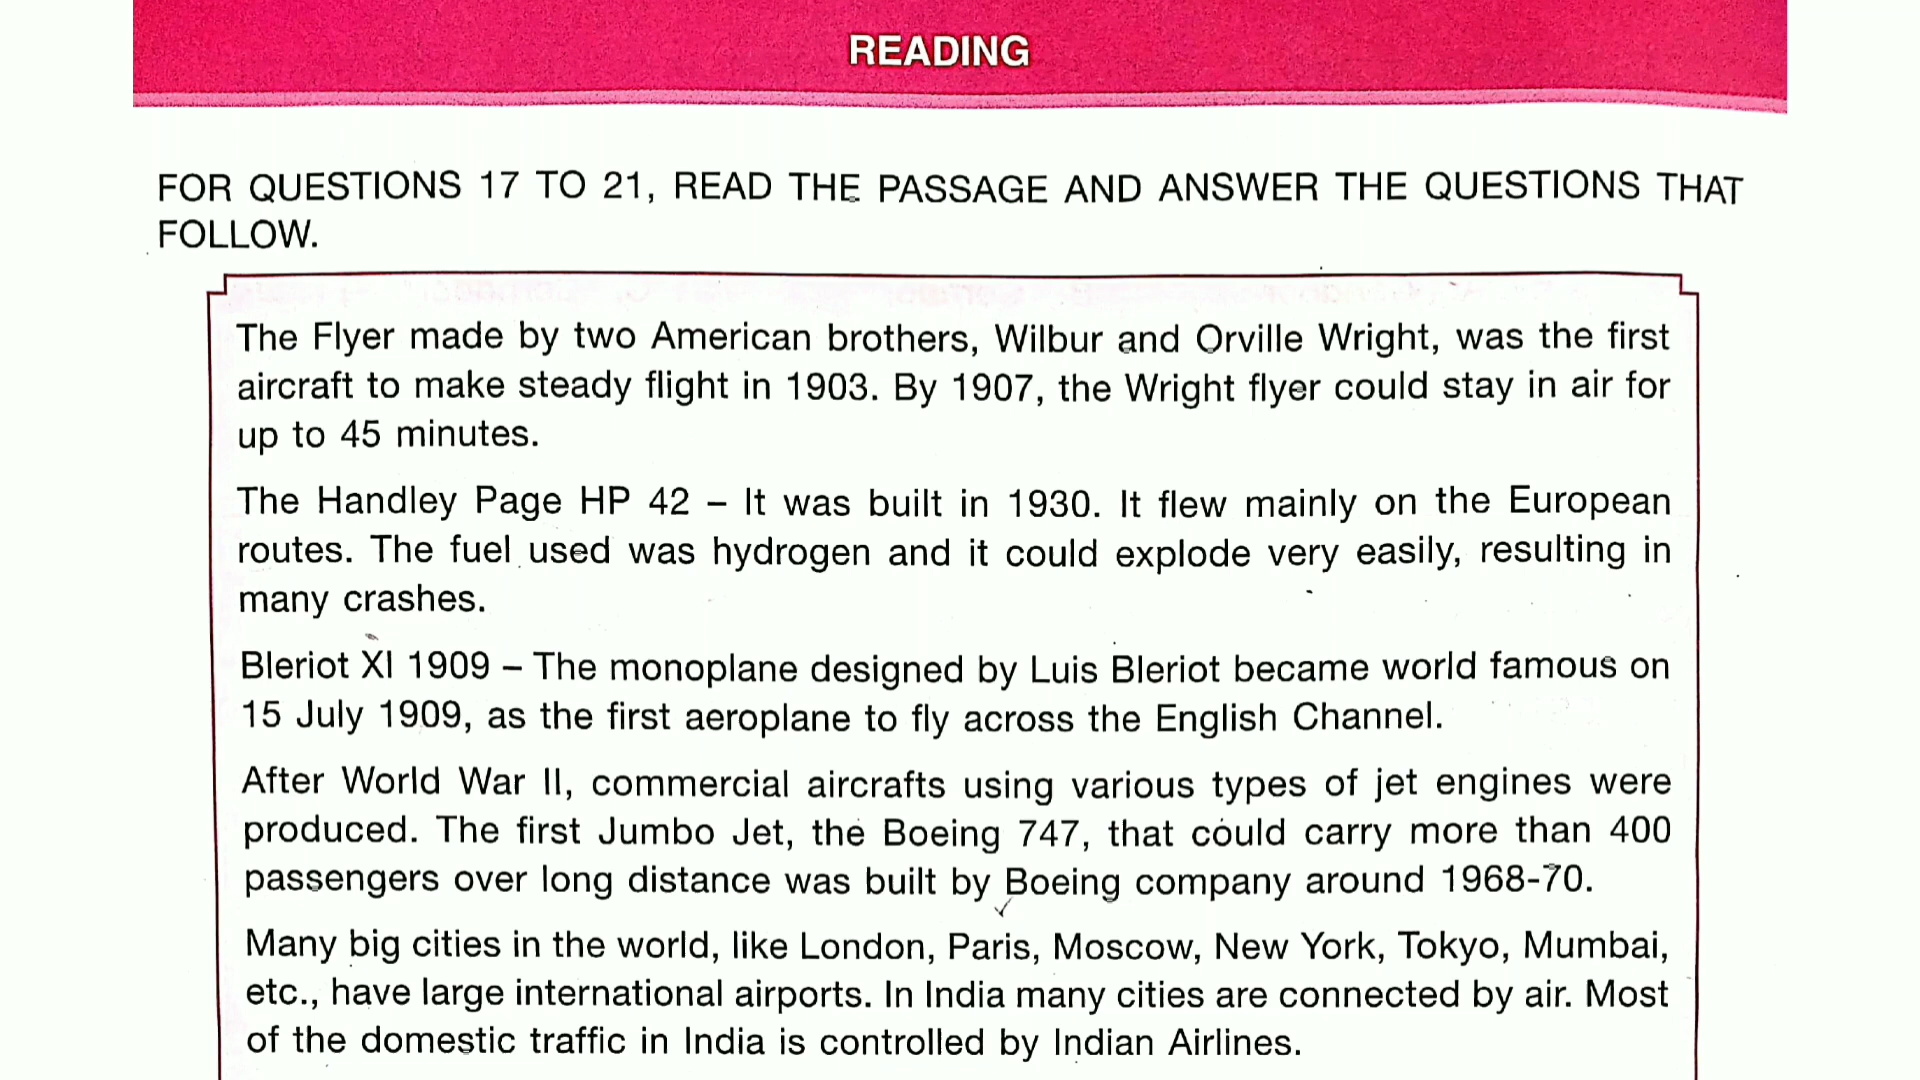 READING
FOR QUESTIONS 17 TO 21, READ THE PASSAGE AND ANSWER THE QUESTIONS THAT
FOLLOW.
The Flyer made by two American brothers, Wilbur and Orville Wright, was the first
aircraft to make steady flight in 1903. By 1907, the Wright flyer could stay in air for
up to 45 minutes.
The Handley Page HP 42 – It was built in 1930. It flew mainly on the European
routes. The fuel used was hydrogen and it could explode very easily, resulting in
many crashes.
Bleriot XI 1909 – The monoplane designed by Luis Bleriot became world famous on
15 July 1909, as the first aeroplane to fly across the English Channel.
After World War II, commercial aircrafts using various types of jet engines were
produced. The first Jumbo Jet, the Boeing 747, that could carry more than 400
passengers over long distance was built by Boeing company around 1968-70.
Many big cities in the world, like London, Paris, Moscow, New York, Tokyo, Mumbai,
etc., have large international airports. In India many cities are connected by air. Most
of the domestic traffic in India is controlled by Indian Airlines.